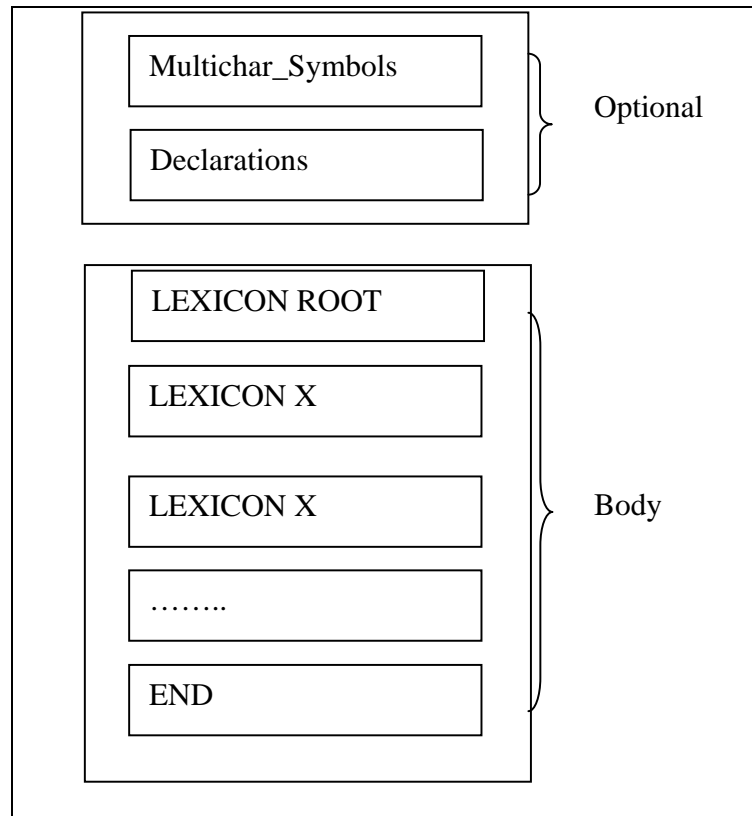 Multichar_Symbols
Optional
Declarations
LEXICON ROOT
LEXICON X
LEXICON X
Body
……..
END